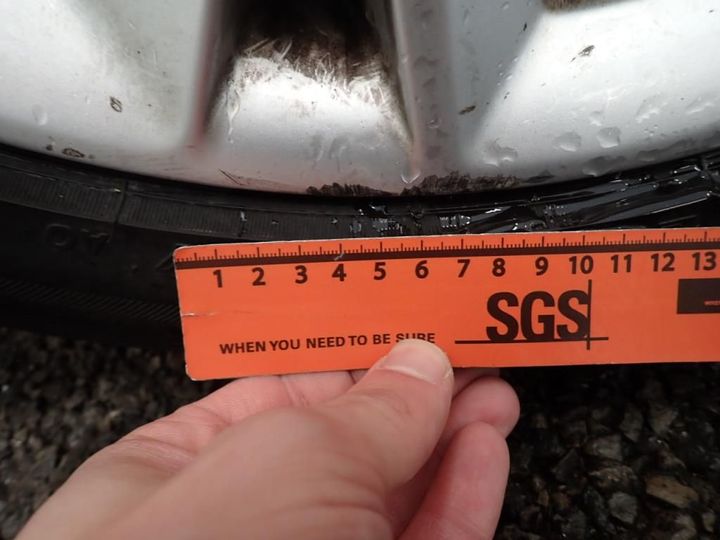 1 2 3 4 5 6 7 8 9 10 11 12 13
SGS
WHEN YOU NEED TO BE SURE